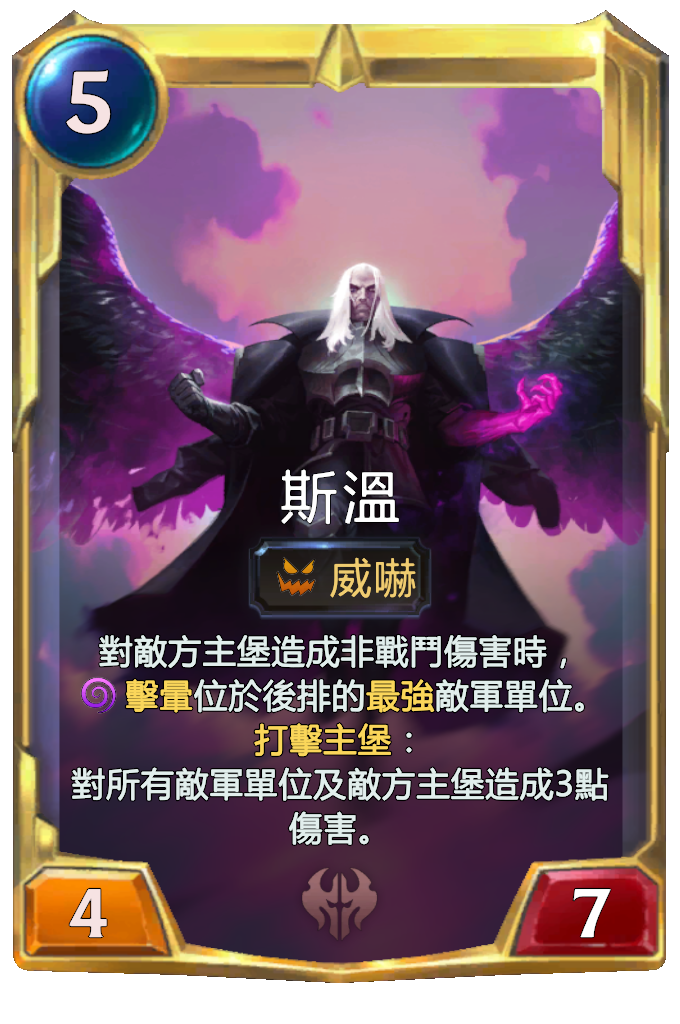 5
斯溫
威嚇
對敵方主堡造成非戰鬥傷害時，
擊暈位於後排的最強敵軍單位。
打擊主堡：
對所有敵軍單位及敵方主堡造成3點
傷害。
4
7